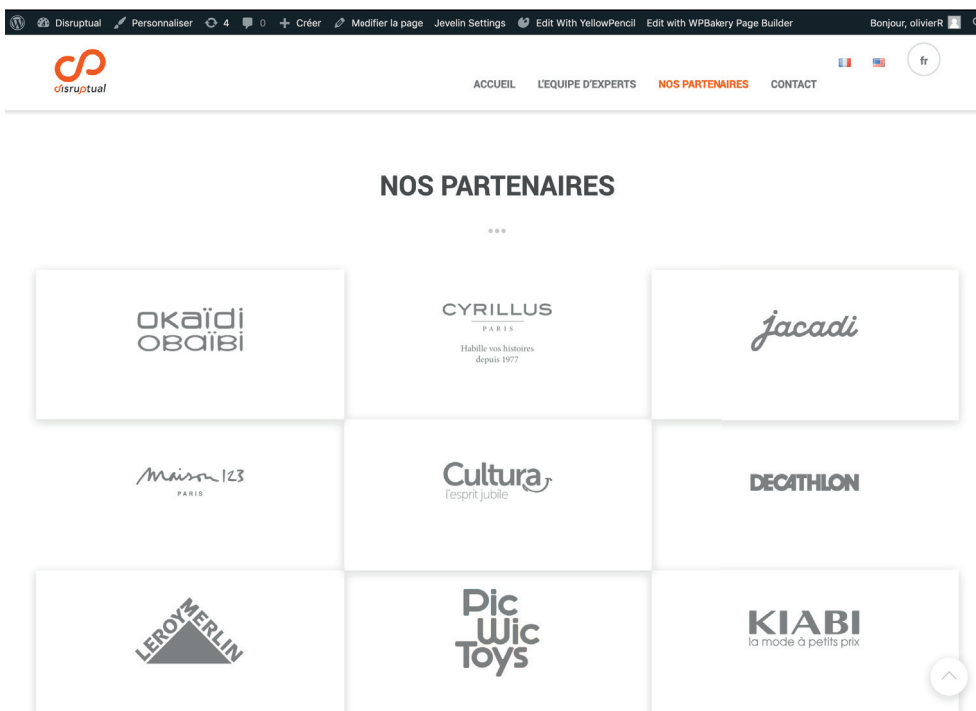 Disruptual Personnaliser 4 0 Créer Modifier la page Jevelin Settings Edit With YellowPencil Edit with WPBakery Page Builder Bonjour, olivierR
disruptual
ACCUEIL L'EQUIPE D'EXPERTS NOS PARTENAIRES CONTACT
fr
NOS PARTENAIRES
oKaïdi
oBaïBi
CYRILLUS
PARIS
Habille vos histoires
depuis 1977
jacadi
Maison 123
PARIS
Cultura
l'esprit jubile
DECATHLON
LEROY MERLIN
Pic
Wic
Toys
KIABI
la mode à petits prix